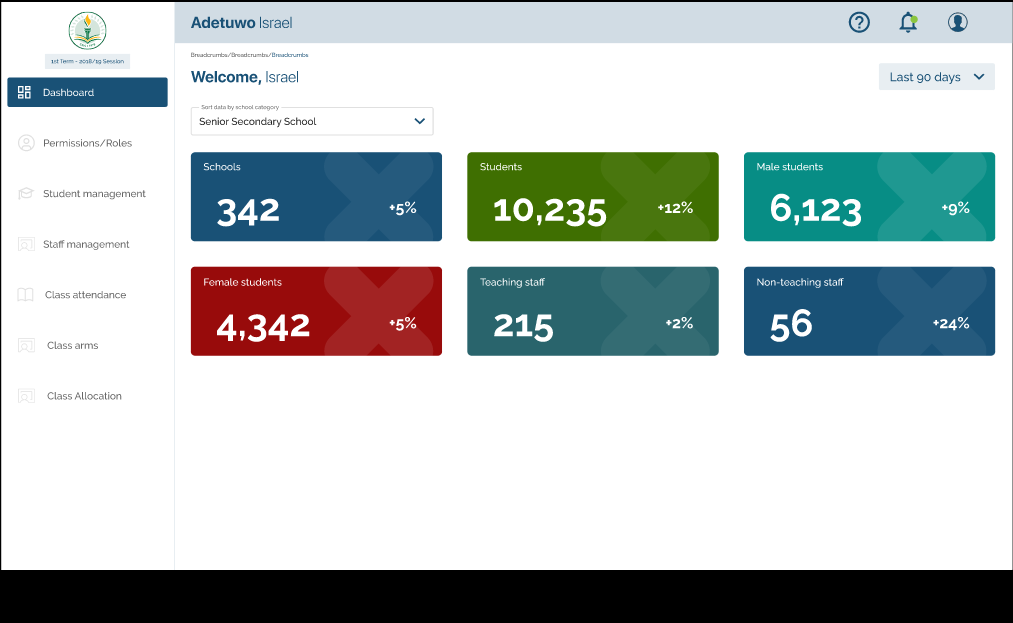 Adetuwo Israel
1st Term - 2018/19 Session
Breadcrumbs/Breadcrumbs/Breadcrumbs
Welcome, Israel
Last 90 days
Sort data by school category
Senior Secondary School
Dashboard
Permissions/Roles
Student management
Staff management
Class attendance
Class arms
Class Allocation
Schools
342
+5%
Students
10,235
+12%
Male students
6,123
+9%
Female students
4,342
+5%
Teaching staff
215
+2%
Non-teaching staff
56
+24%